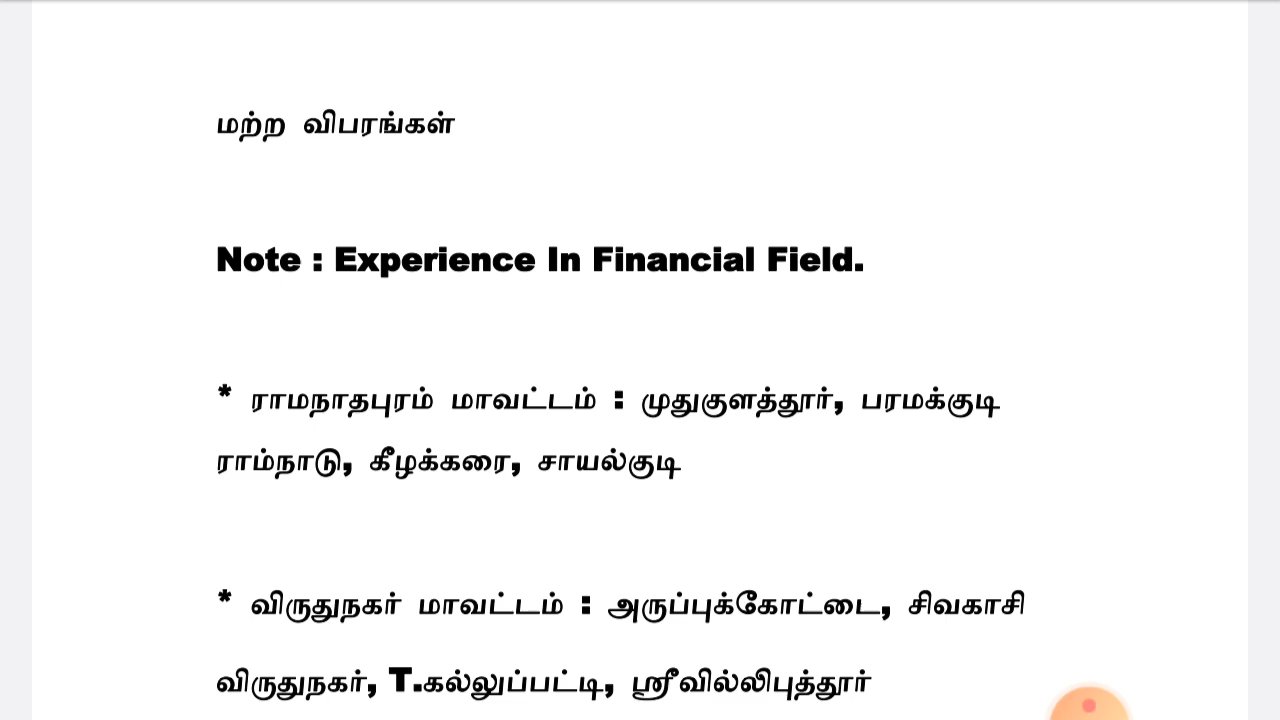 மற்ற விபரங்கள்
Note : Experience In Financial Field.
* ராமநாதபுரம் மாவட்டம் : முதுகுளத்தூர், பரமக்குடி
ராம்நாடு, கீழக்கரை, சாயல்குடி
* விருதுநகர் மாவட்டம் : அருப்புக்கோட்டை, சிவகாசி
விருதுநகர், T.கல்லுப்பட்டி, ஸ்ரீவில்லிபுத்தூர்